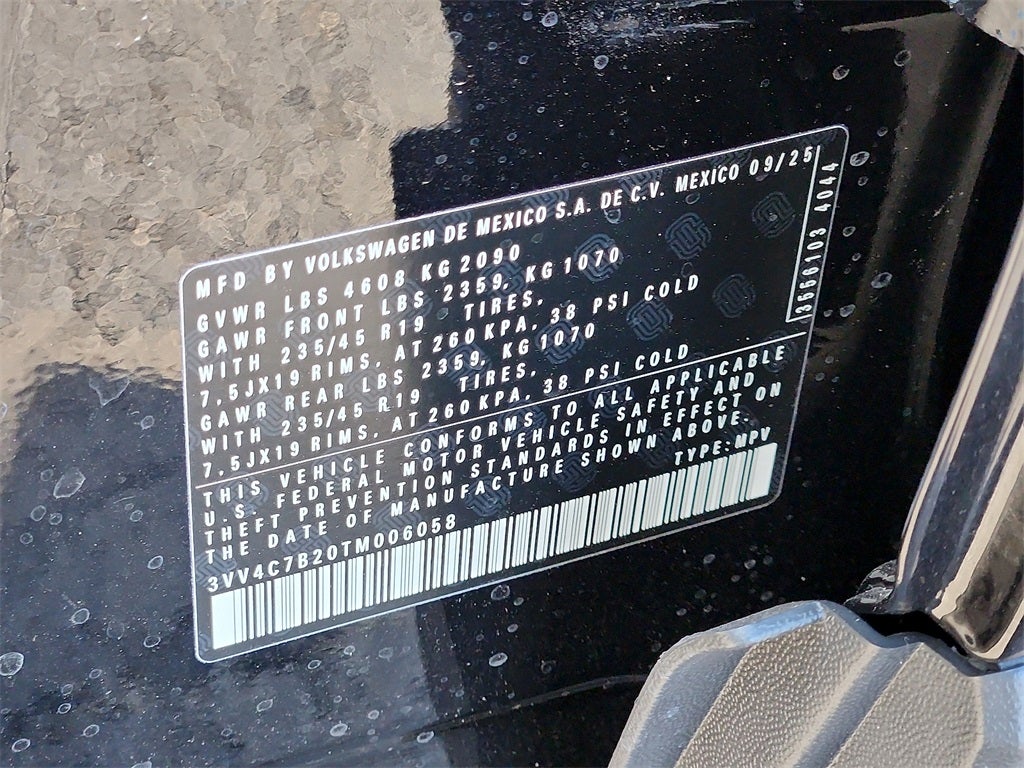 MFD BY VOLKSWAGEN DE MEXICO S.A. DE C.V. MEXICO 09/25
GVWR LBS 4608 KG 2090
GAWR FRONT LBS 2359, KG 1070
WITH 235/45 R19 TIRES,
7,5JX19 RIMS, AT 260 KPA, 38 PSI COLD
GAWR REAR LBS 2359, KG 1070
WITH 235/45 R19 TIRES,
7,5JX19 RIMS, AT 260 KPA, 38 PSI COLD
THIS VEHICLE CONFORMS TO ALL APPLICABLE
U.S. FEDERAL MOTOR VEHICLE SAFETY AND
THEFT PREVENTION STANDARDS IN EFFECT ON
THE DATE OF MANUFACTURE SHOWN ABOVE.
3VV4C7B20TM006058 TYPE: MPV
3666103 4044